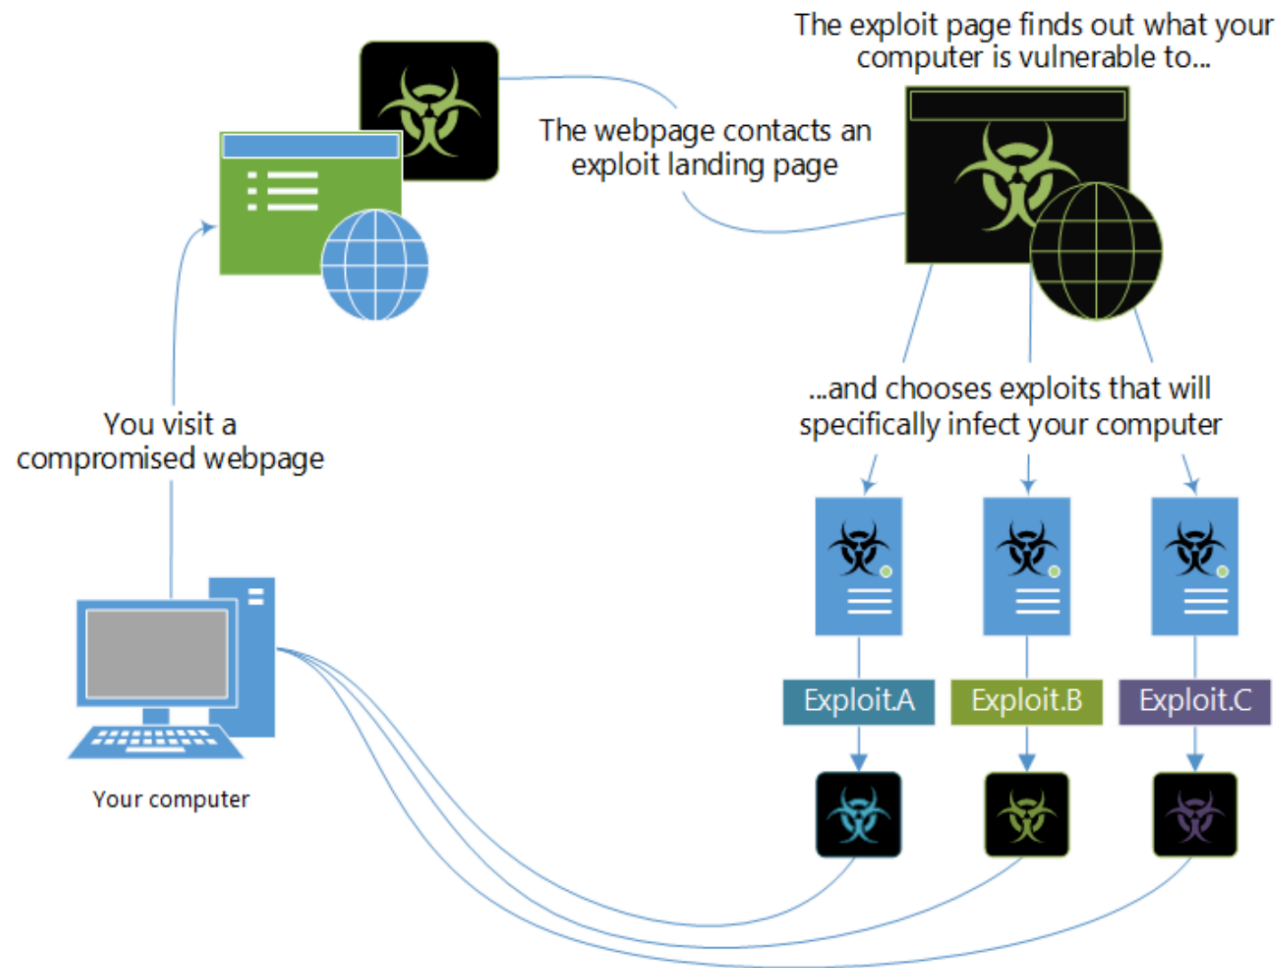 The exploit page finds out what your
computer is vulnerable to...
The webpage contacts an
exploit landing page
...and chooses exploits that will
specifically infect your computer
You visit a
compromised webpage
Exploit.A
Exploit.B
Exploit.C
Your computer